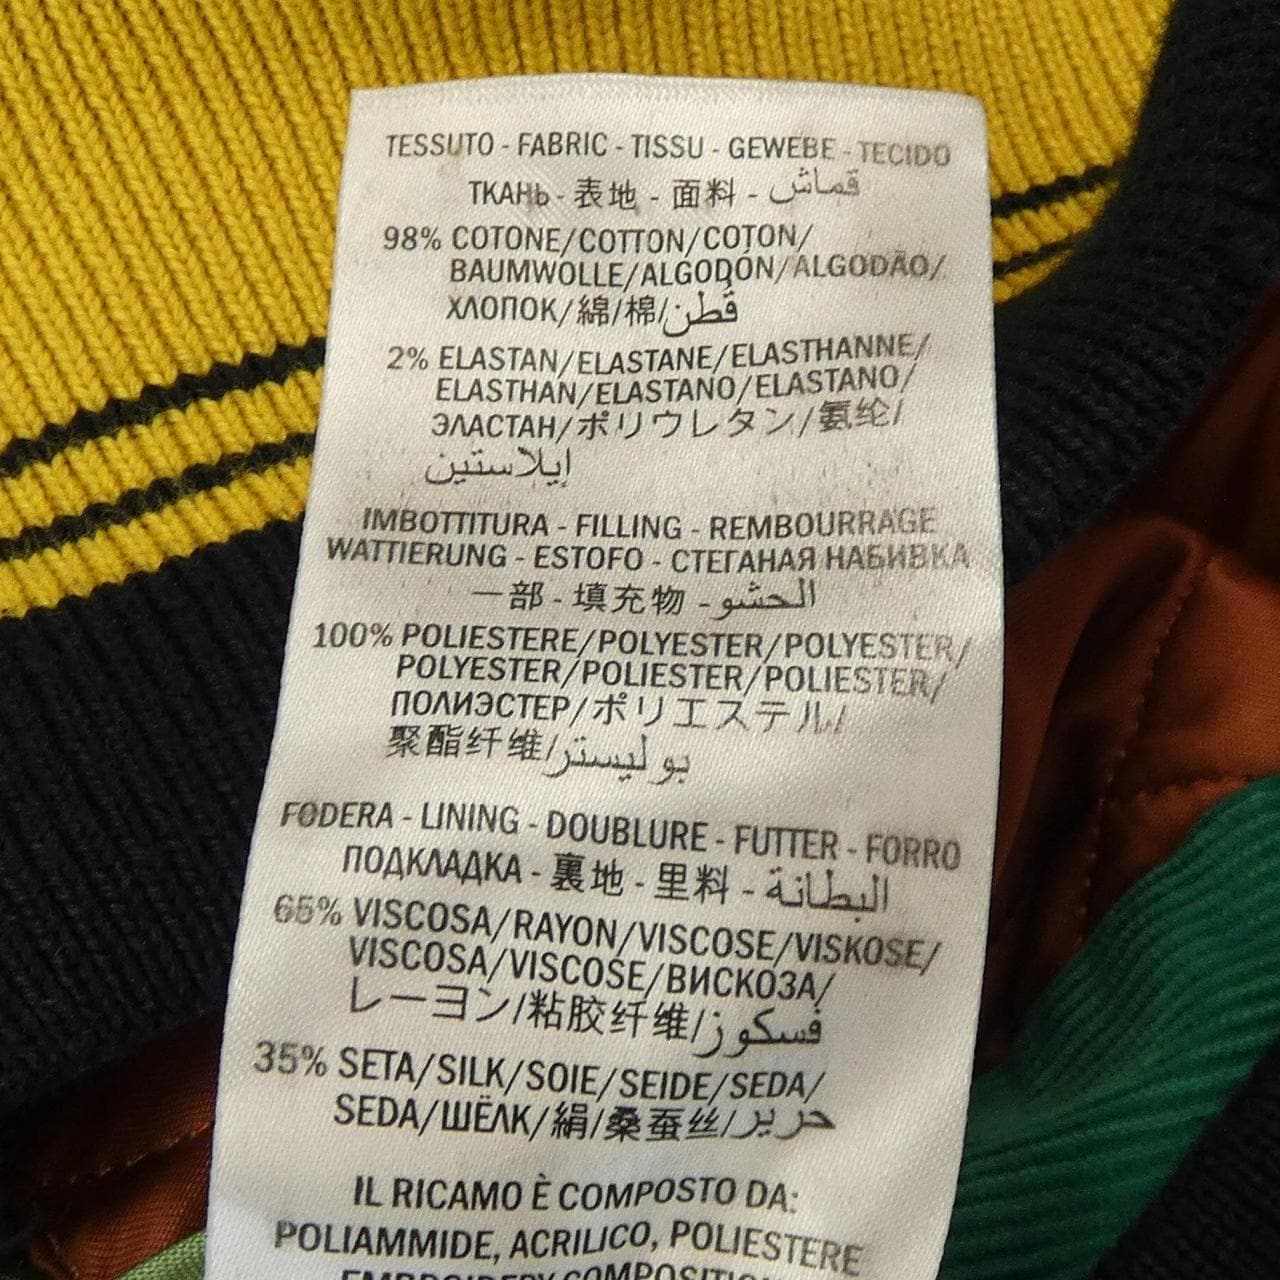 TESSUTO - FABRIC - TISSU - GEWEBE - TECIDO
ТКАНЬ - 表地 - 面料 - قماش
98% COTONE/COTTON/COTON/
BAUMWOLLE/ALGODÓN/ALGODÃO/
ХЛОПОК/綿/棉/قُطن
2% ELASTAN/ELASTANE/ELASTHANNE/
ELASTHAN/ELASTANO/ELASTANO/
ЭЛАСТАН/ポリウレタン/氨纶/
إيلاستين
IMBOTTITURA - FILLING - REMBOURRAGE
WATTIERUNG - ESTOFO - СТЕГАНАЯ НАБИВКА
一部 - 填充物 - الحشو
100% POLIESTERE/POLYESTER/POLYESTER/
POLYESTER/POLIESTER/POLIESTER/
ПОЛИЭСТЕР/ポリエステル/
聚酯纤维/بوليستر
FODERA - LINING - DOUBLURE - FUTTER - FORRO
ПОДКЛАДКА - 裏地 - 里料 - البطانة
65% VISCOSA/RAYON/VISCOSE/VISKOSE/
VISCOSA/VISCOSE/ВИСКОЗА/
レーヨン/粘胶纤维/فسكوز
35% SETA/SILK/SOIE/SEIDE/SEDA/
SEDA/ШЁЛК/絹/桑蚕丝/حرير
IL RICAMO È COMPOSTO DA:
POLIAMMIDE, ACRILICO, POLIESTERE
EMBROIDERY COMPOSITION